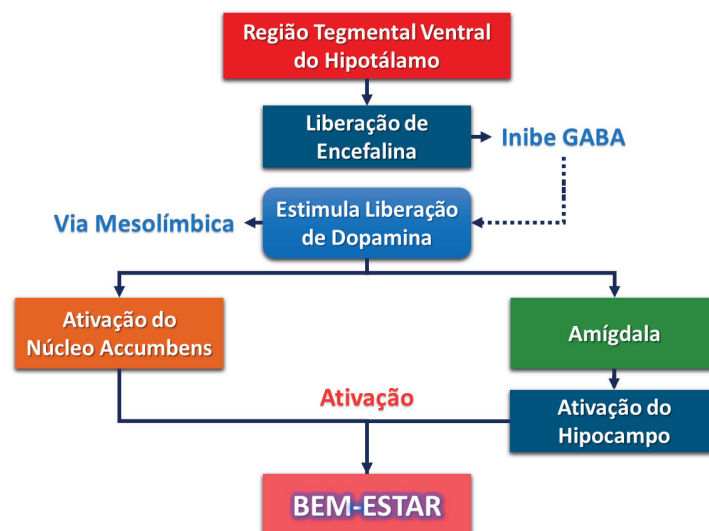 Região Tegmental Ventral
do Hipotálamo
Liberação de
Encefalina
Inibe GABA
Via Mesolímbica
Estimula Liberação
de Dopamina
Ativação do
Núcleo Accumbens
Amígdala
Ativação
Ativação do
Hipocampo
BEM-ESTAR